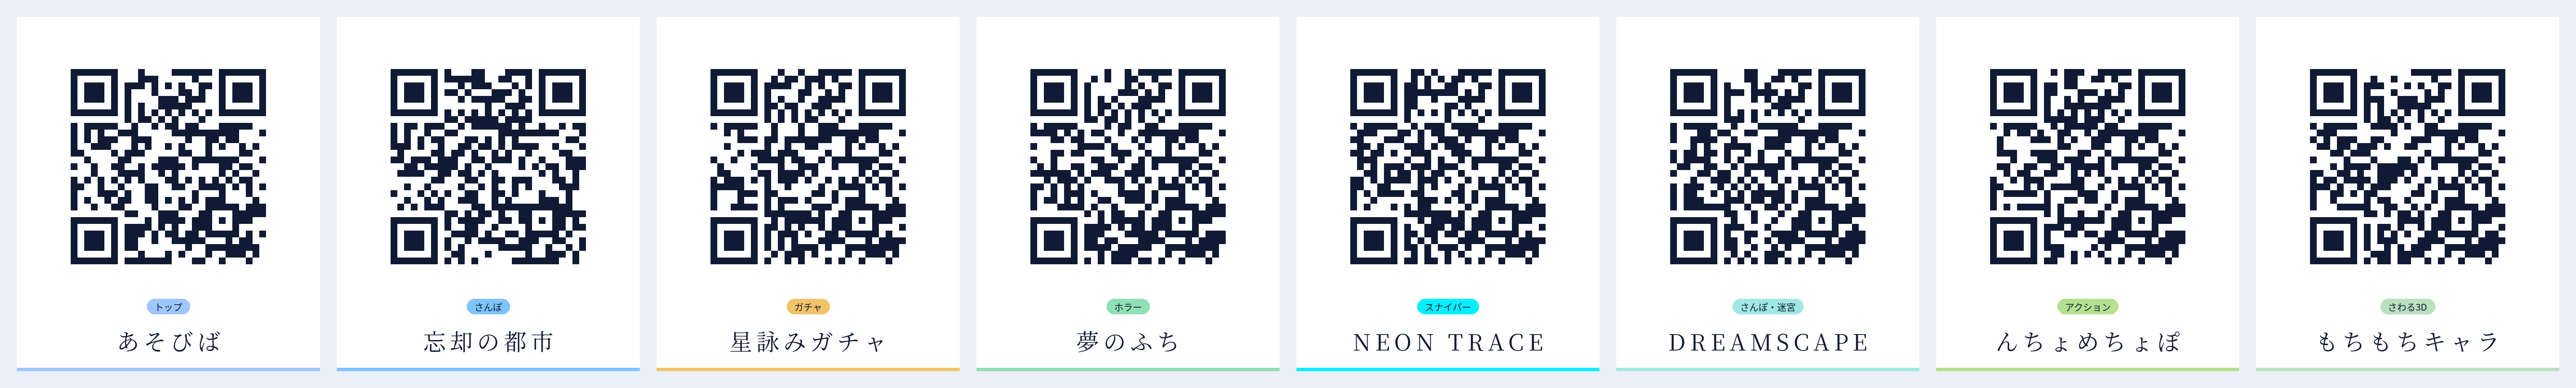 トップ
あそびば
さんぽ
忘却の都市
ガチャ
星詠みガチャ
ホラー
夢のふち
スナイパー
NEON TRACE
さんぽ・迷宮
DREAMSCAPE
アクション
んちょめちょぽ
さわる3D
もちもちキャラ